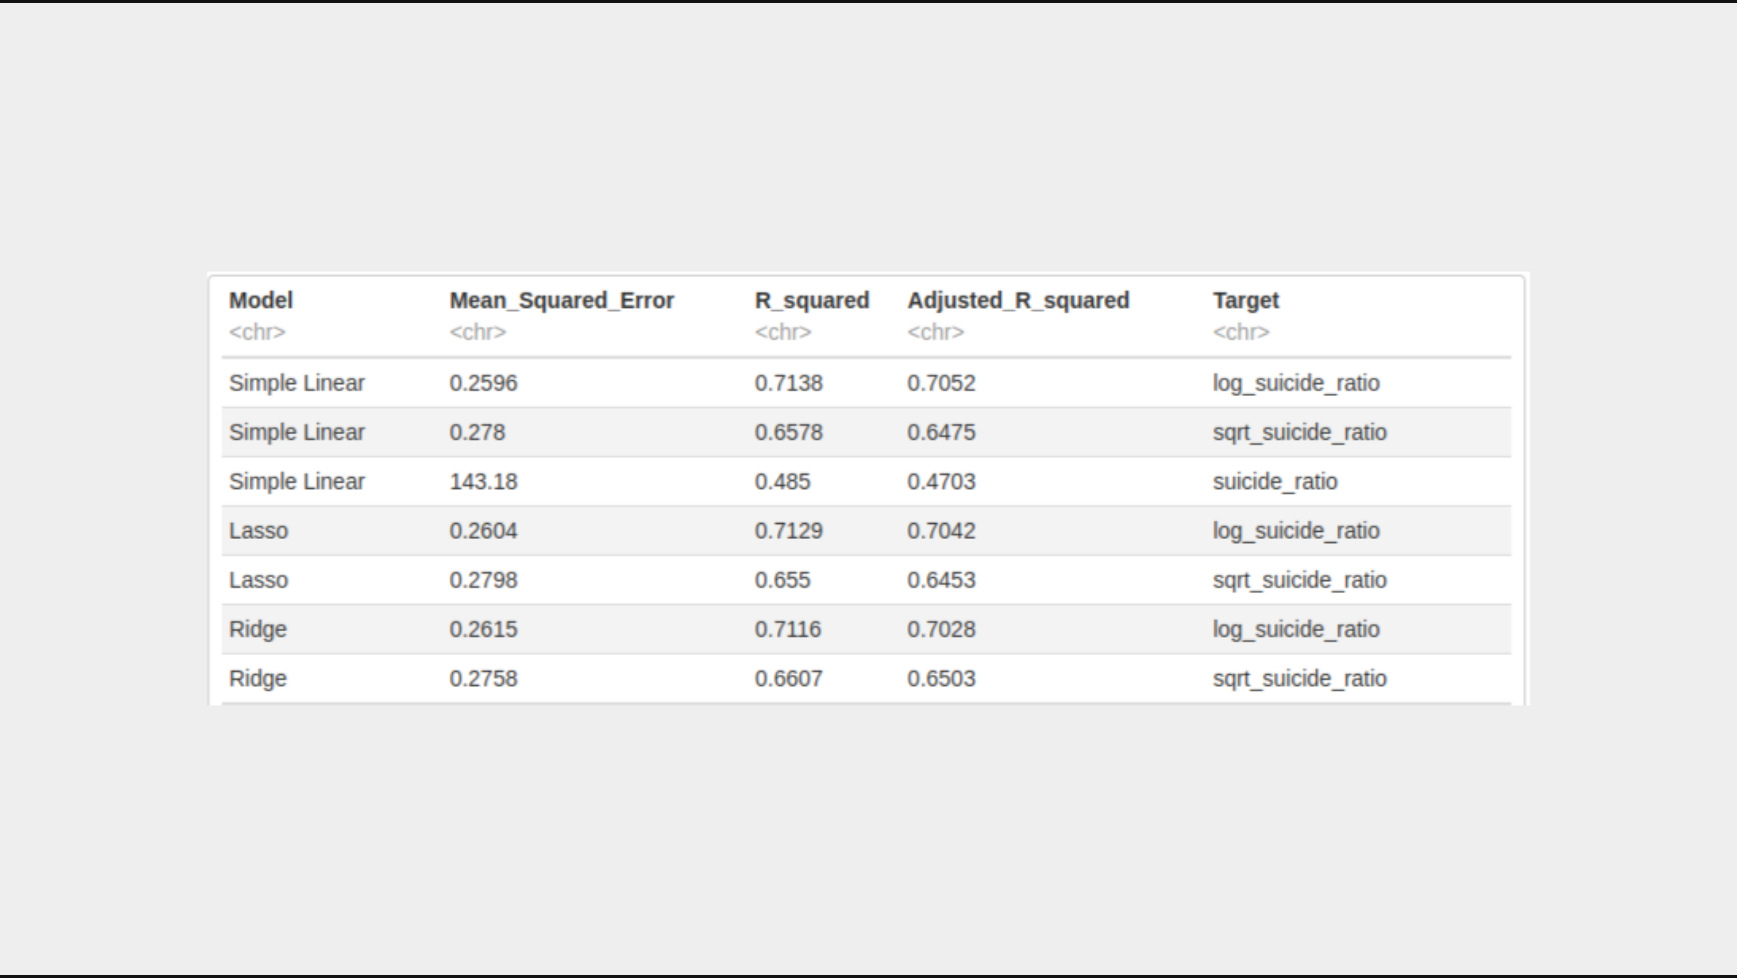 Model Mean_Squared_Error R_squared Adjusted_R_squared Target
<chr> <chr> <chr> <chr> <chr>
Simple Linear 0.2596 0.7138 0.7052 log_suicide_ratio
Simple Linear 0.278 0.6578 0.6475 sqrt_suicide_ratio
Simple Linear 143.18 0.485 0.4703 suicide_ratio
Lasso 0.2604 0.7129 0.7042 log_suicide_ratio
Lasso 0.2798 0.655 0.6453 sqrt_suicide_ratio
Ridge 0.2615 0.7116 0.7028 log_suicide_ratio
Ridge 0.2758 0.6607 0.6503 sqrt_suicide_ratio